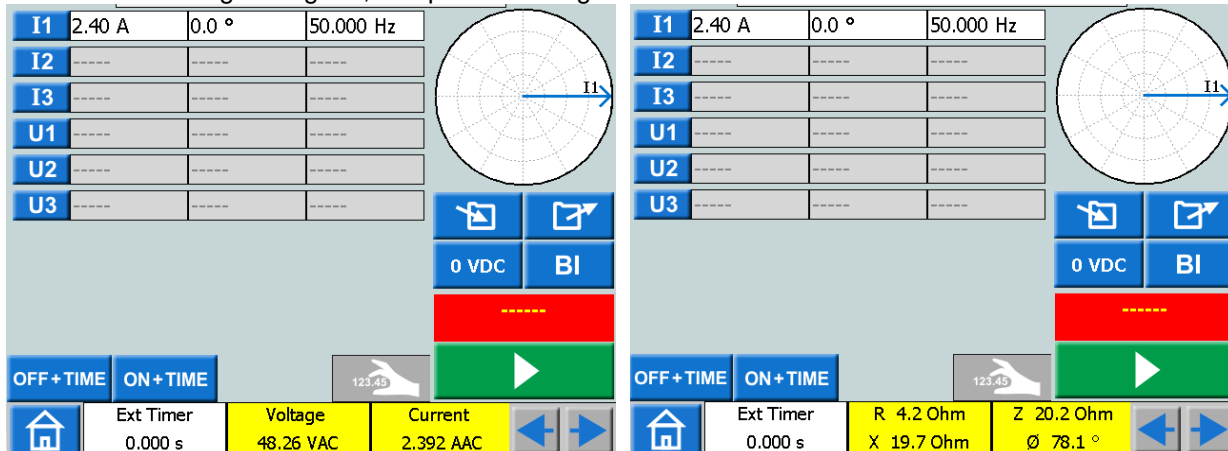 I1 2.40 A 0.0 ° 50.000 Hz
I2 ----- ----- -----
I3 ----- ----- -----
I1
U1 ----- ----- -----
U2 ----- ----- -----
U3 ----- ----- -----
0 VDC BI
------
OFF+TIME ON+TIME
123.45
Ext Timer Voltage Current
0.000 s 48.26 VAC 2.392 AAC
I1 2.40 A 0.0 ° 50.000 Hz
I2 ----- ----- -----
I3 ----- ----- -----
I1
U1 ----- ----- -----
U2 ----- ----- -----
U3 ----- ----- -----
0 VDC BI
------
OFF+TIME ON+TIME
123.45
Ext Timer R 4.2 Ohm Z 20.2 Ohm
0.000 s X 19.7 Ohm Ø 78.1 °